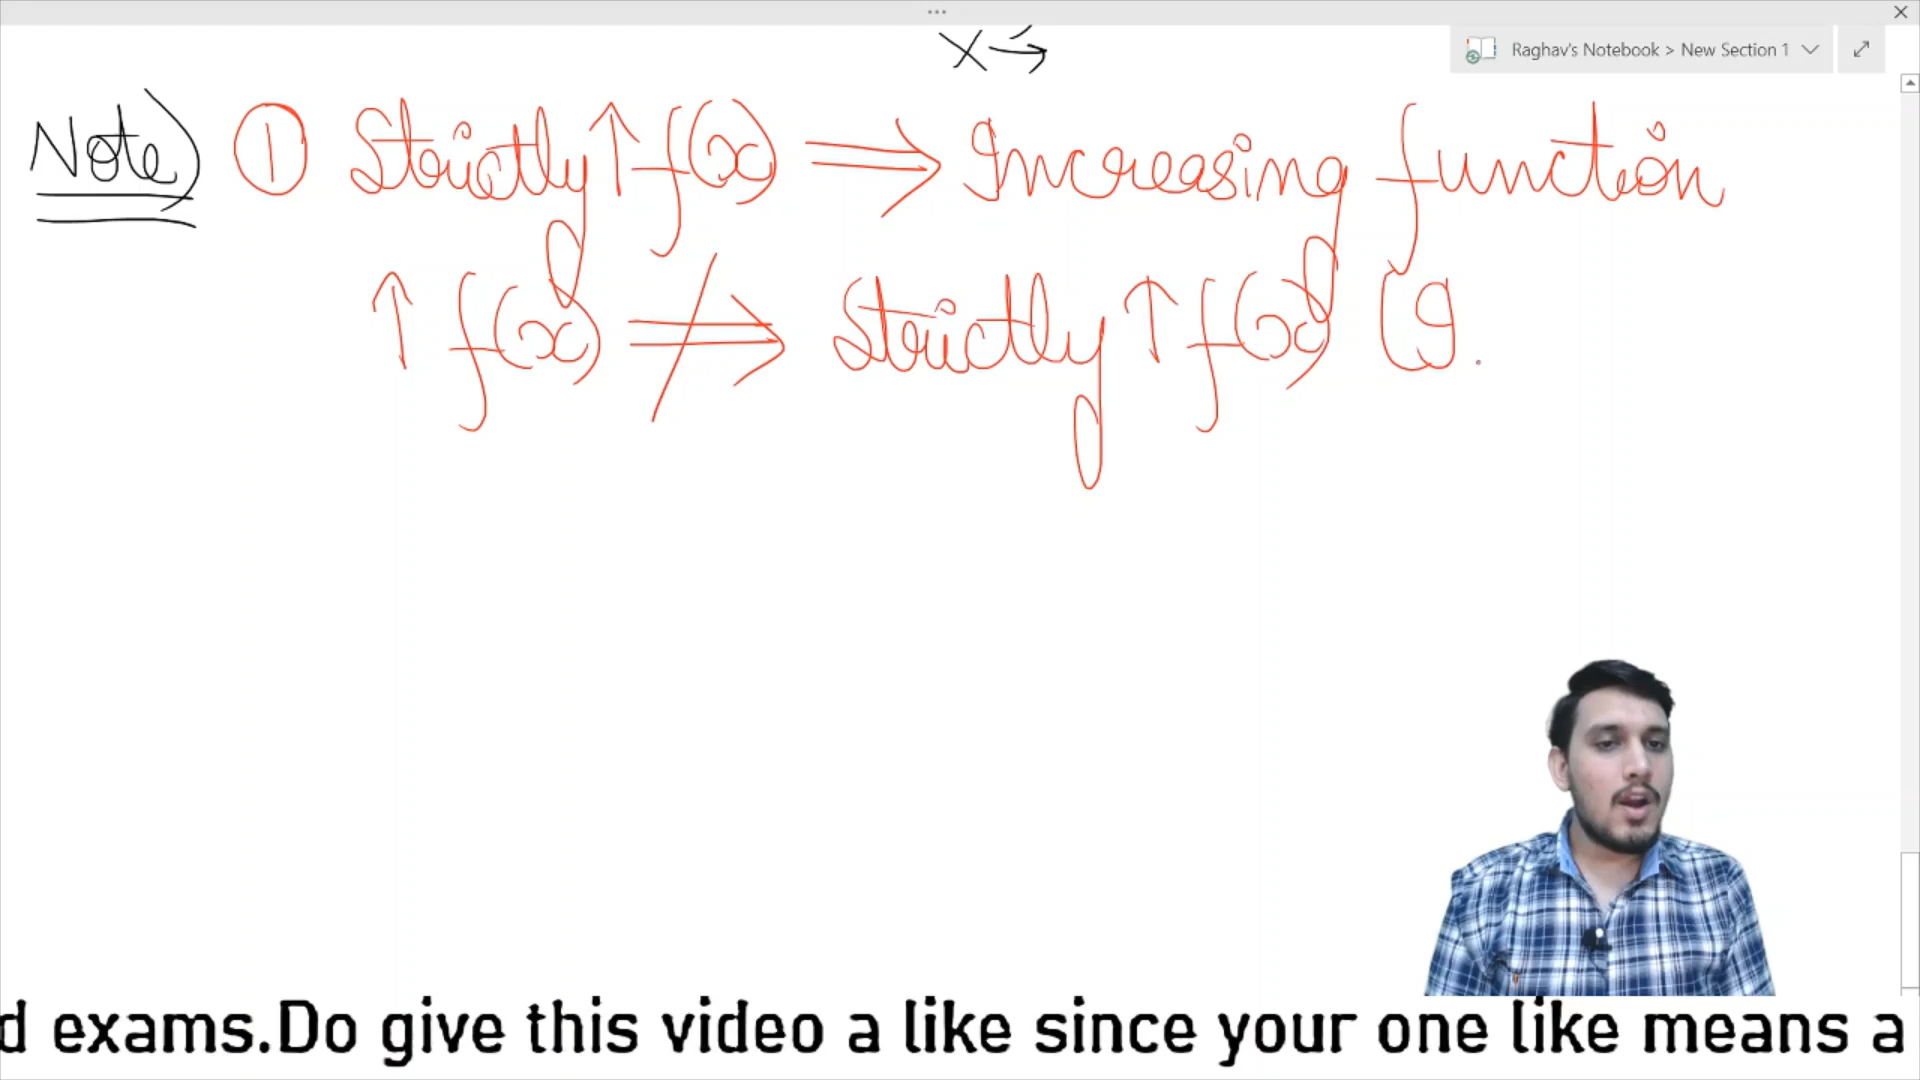 Raghav's Notebook > New Section 1
X →
Note) ① Strictly ↑ f(x) ⟹ Increasing function
↑ f(x) ⇏ Strictly ↑ f(x) (I
d exams.Do give this video a like since your one like means a